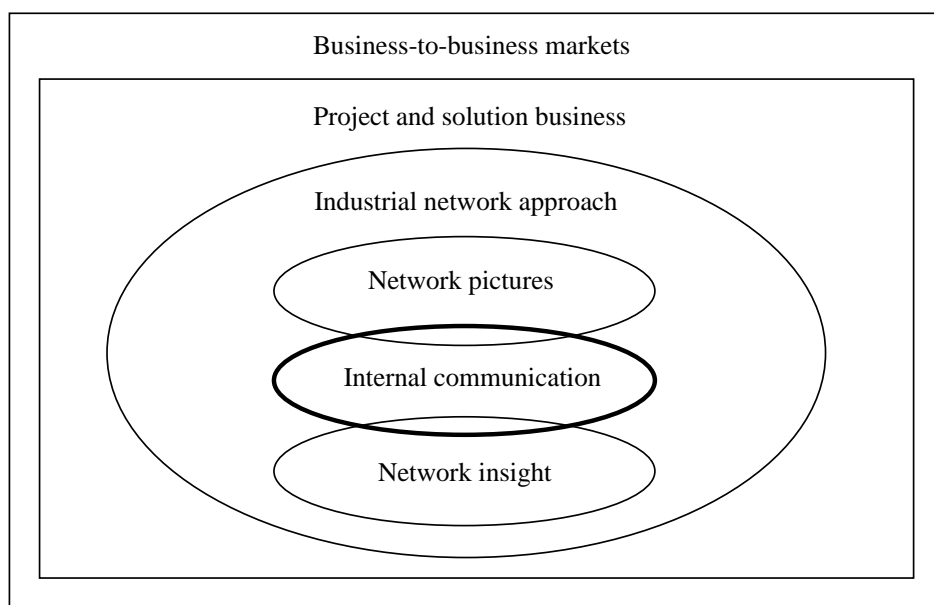 Business-to-business markets
Project and solution business
Industrial network approach
Network pictures
Internal communication
Network insight